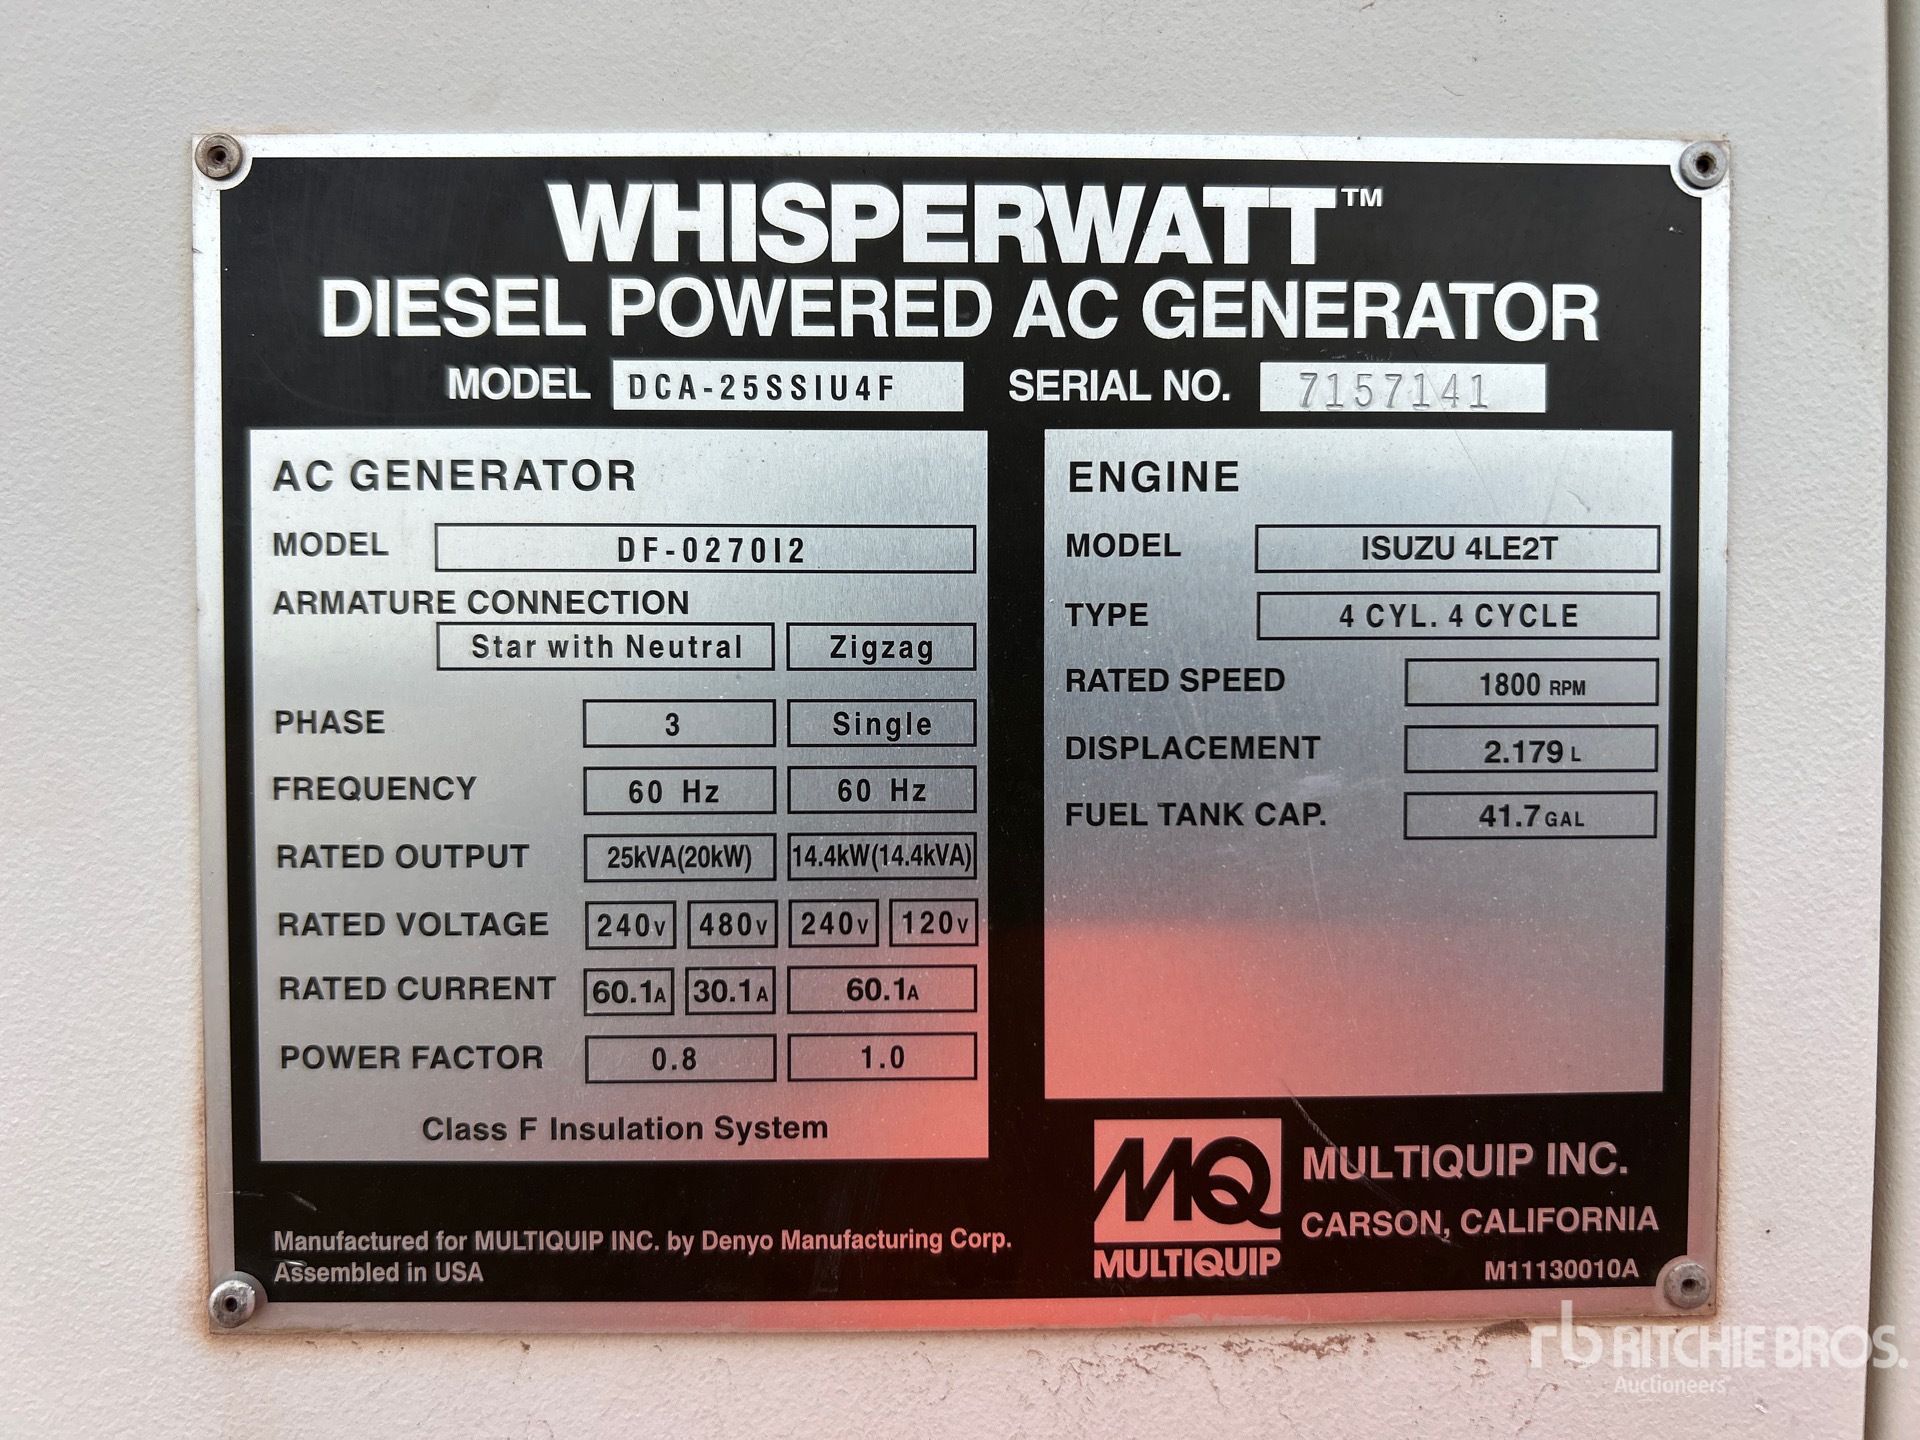 WHISPERWATT™
DIESEL POWERED AC GENERATOR
MODEL DCA-25SSIU4F SERIAL NO. 7157141
AC GENERATOR
MODEL DF-0270I2
ARMATURE CONNECTION
Star with Neutral Zigzag
PHASE 3 Single
FREQUENCY 60 Hz 60 Hz
RATED OUTPUT 25kVA(20kW) 14.4kW(14.4kVA)
RATED VOLTAGE 240V 480V 240V 120V
RATED CURRENT 60.1A 30.1A 60.1A
POWER FACTOR 0.8 1.0
Class F Insulation System
ENGINE
MODEL ISUZU 4LE2T
TYPE 4 CYL. 4 CYCLE
RATED SPEED 1800 RPM
DISPLACEMENT 2.179 L
FUEL TANK CAP. 41.7 GAL
Manufactured for MULTIQUIP INC. by Denyo Manufacturing Corp.
Assembled in USA
MQ
MULTIQUIP
MULTIQUIP INC.
CARSON, CALIFORNIA
M11130010A
rb RITCHIE BROS.
Auctioneers